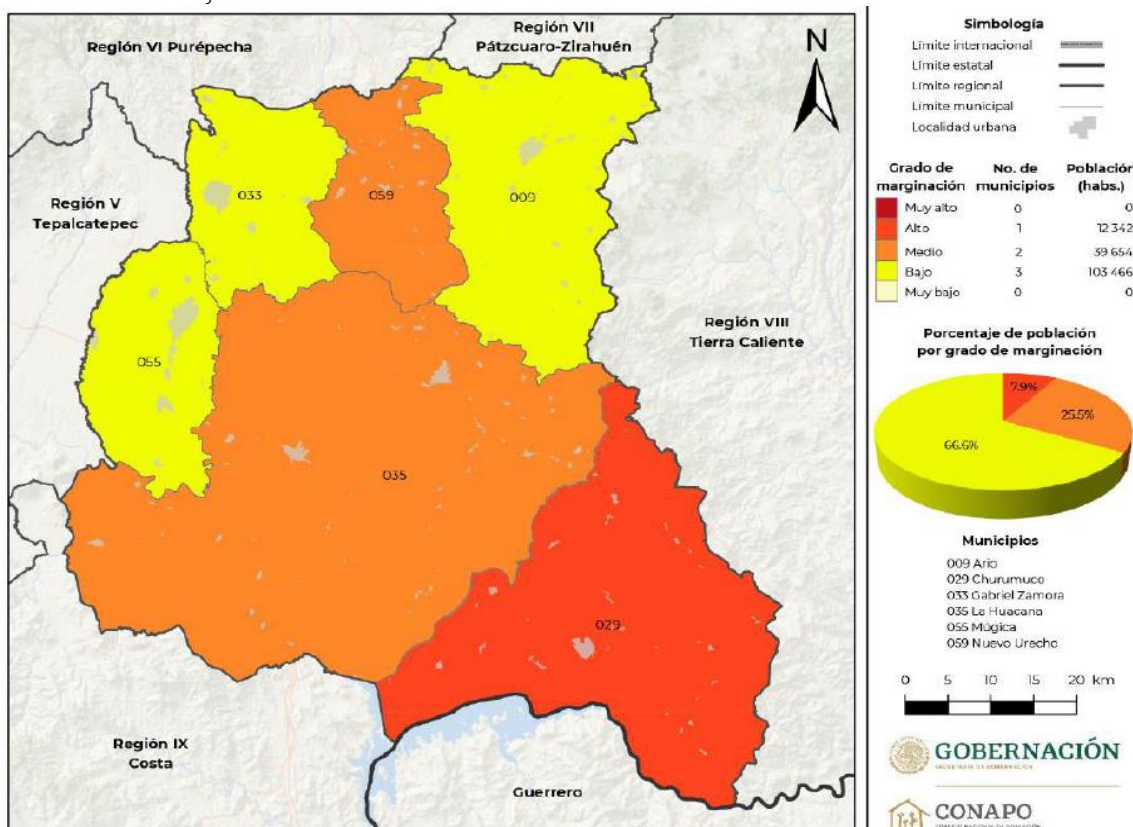 Región VI Purépecha
Región VII
Pátzcuaro-Zirahuén
N
Región V
Tepalcatepec
033
059
009
055
Región VIII
Tierra Caliente
035
029
Región IX
Costa
Guerrero
Simbología
Límite internacional
Límite estatal
Límite regional
Límite municipal
Localidad urbana
Grado de marginación No. de municipios Población (habs.)
Muy alto 0 0
Alto 1 12 342
Medio 2 39 654
Bajo 3 103 466
Muy bajo 0 0
Porcentaje de población
por grado de marginación
7.9%
25.5%
66.6%
Municipios
009 Ario
029 Churumuco
033 Gabriel Zamora
035 La Huacana
055 Múgica
059 Nuevo Urecho
0 5 10 15 20 km
GOBERNACIÓN
SECRETARÍA DE GOBERNACIÓN
CONAPO